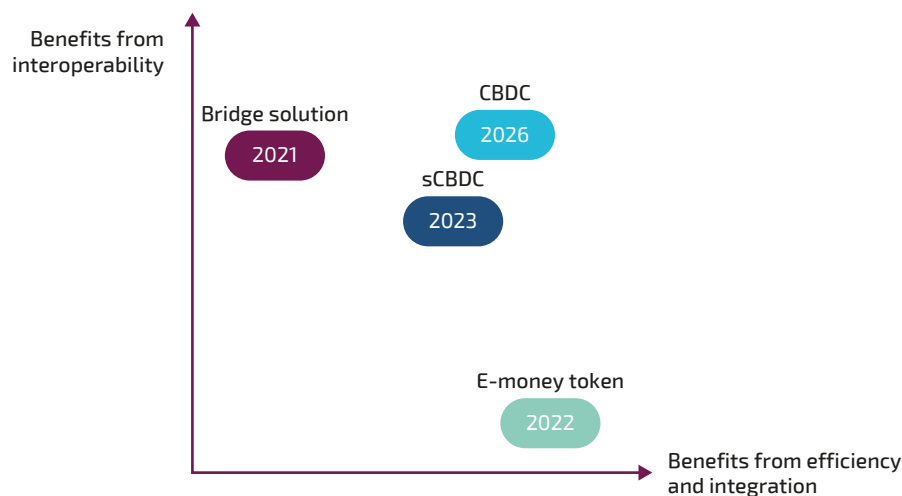 Benefits from
interoperability
CBDC
2026
Bridge solution
2021
sCBDC
2023
E-money token
2022
Benefits from efficiency
and integration